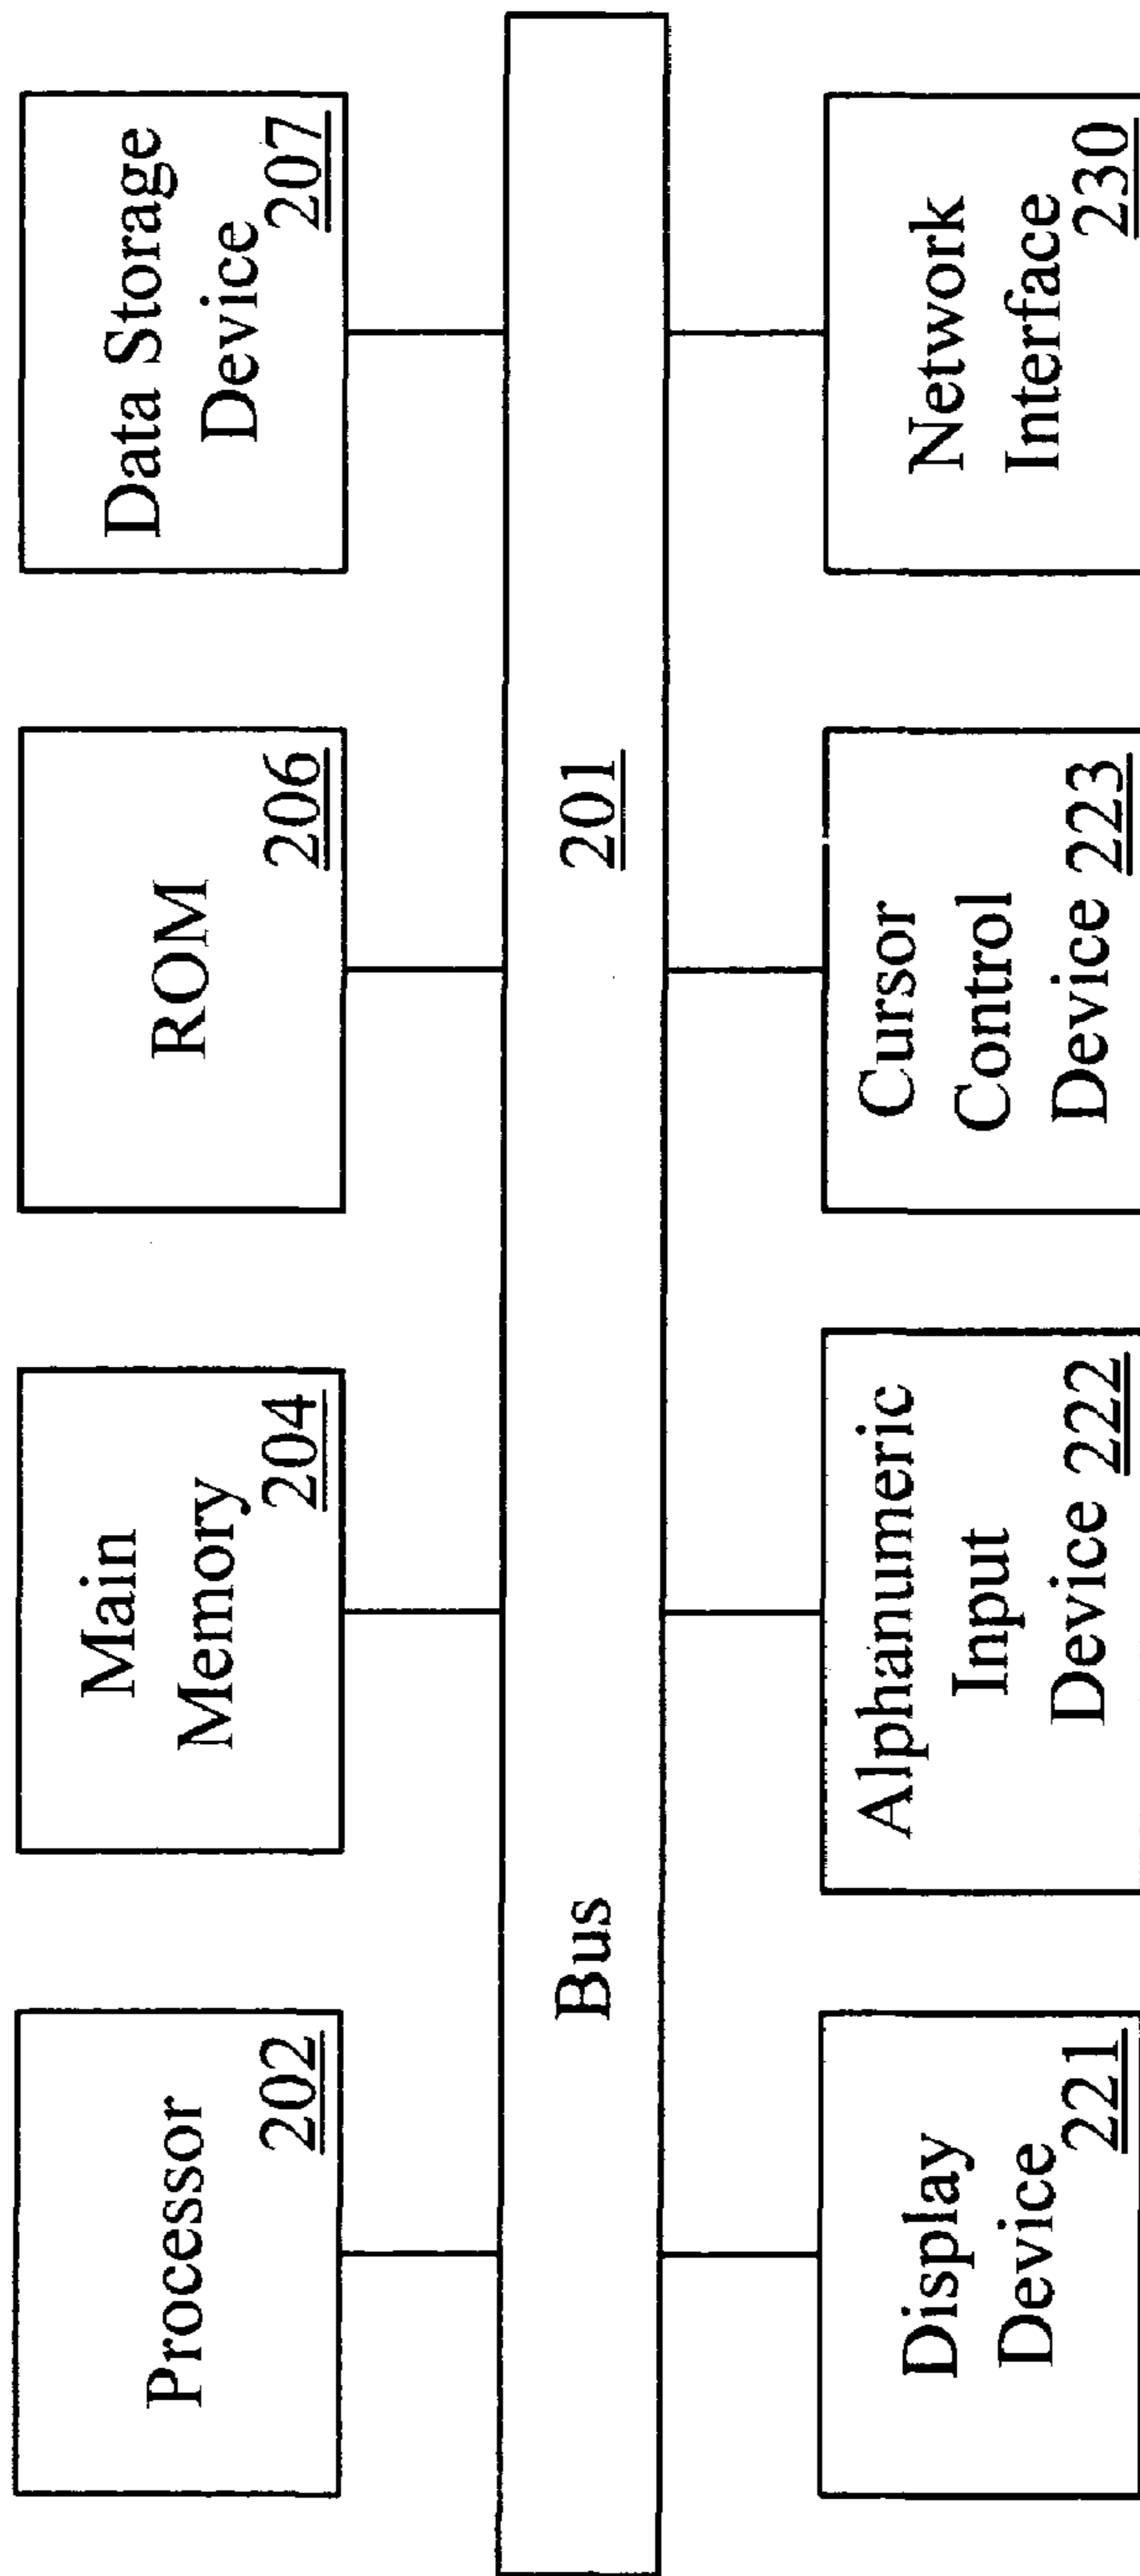 Processor
202
Main
Memory
204
ROM
206
Data Storage
Device
207
Bus
201
Display
Device
221
Alphanumeric
Input
Device 222
Cursor
Control
Device 223
Network
Interface
230